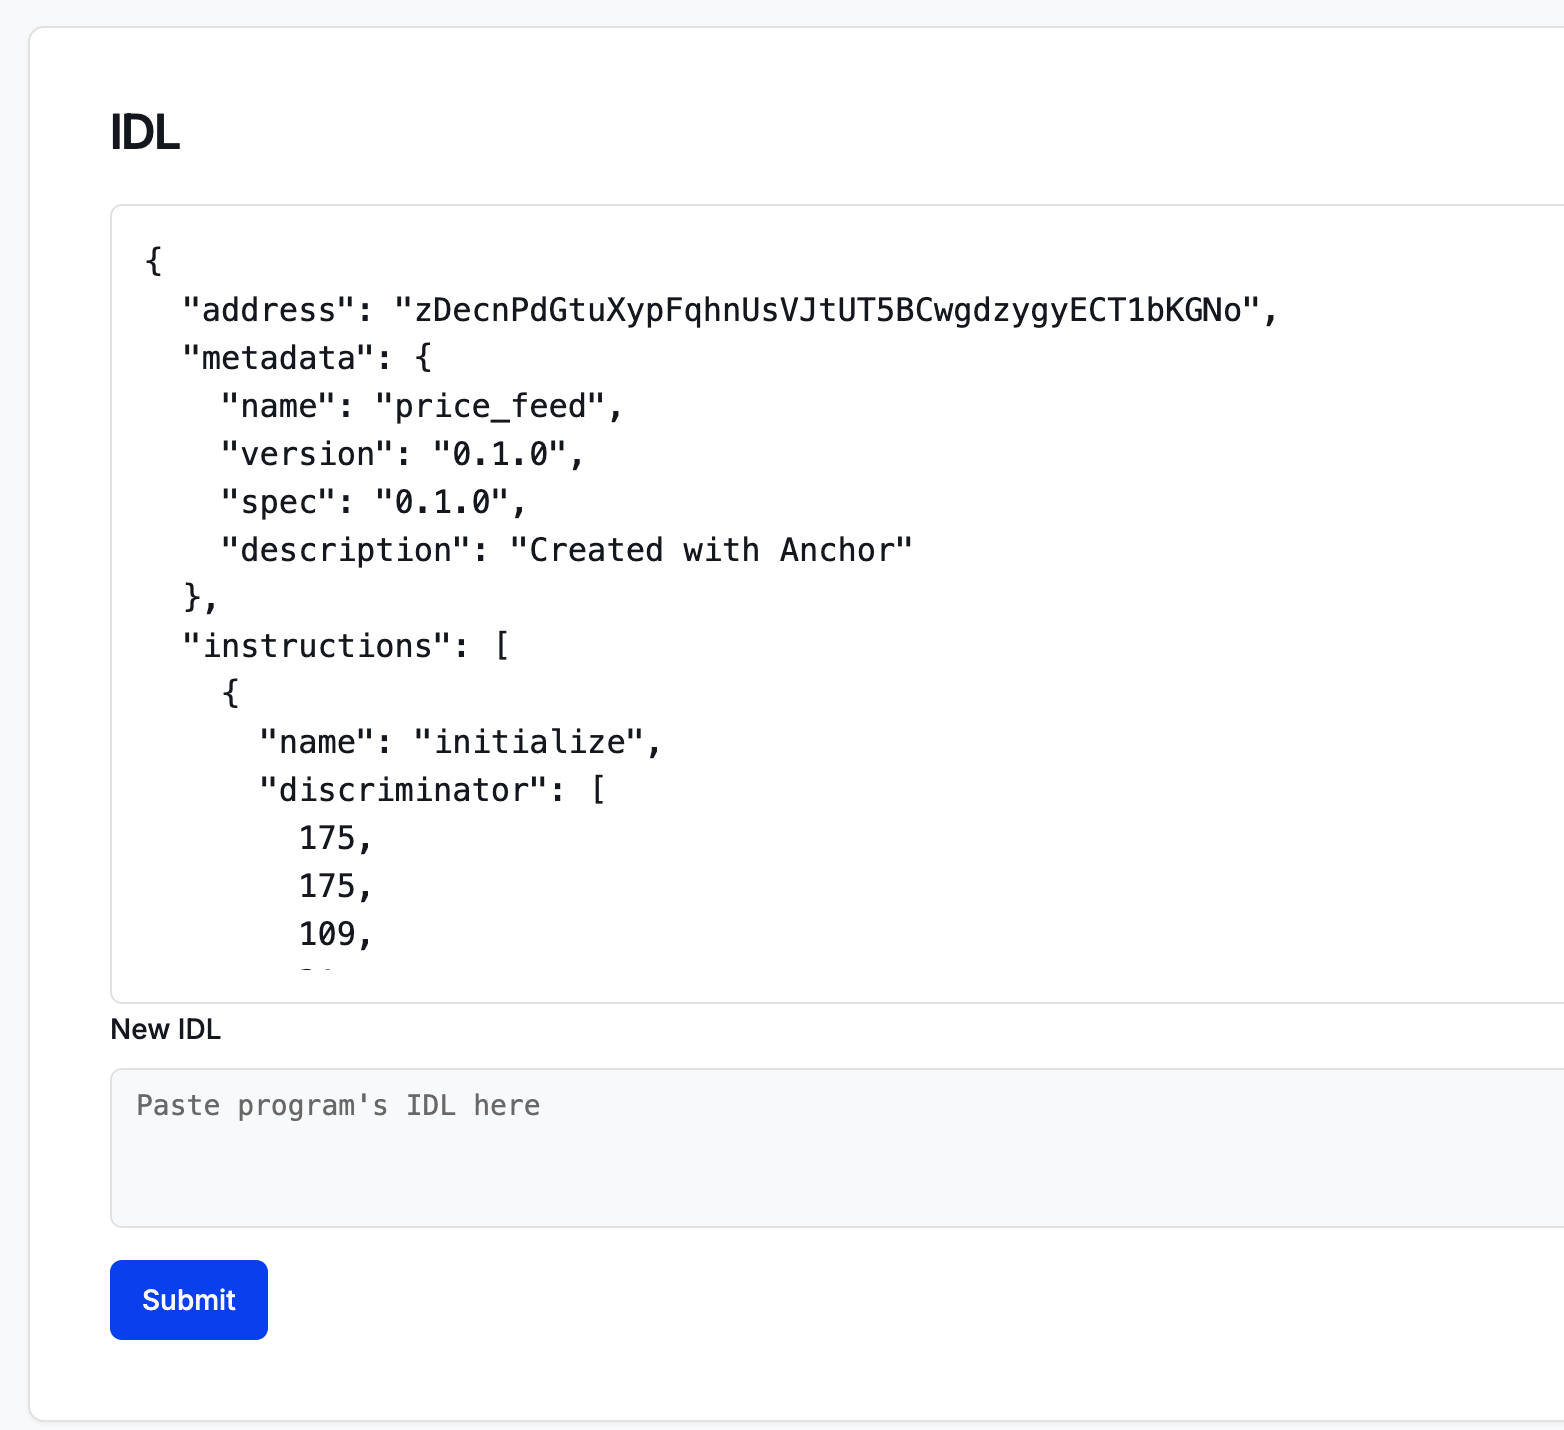 IDL
{
  "address": "zDecnPdGtuXypFqhnUsVJtUT5BCwgdzygyECT1bKGNo",
  "metadata": {
    "name": "price_feed",
    "version": "0.1.0",
    "spec": "0.1.0",
    "description": "Created with Anchor"
  },
  "instructions": [
    {
      "name": "initialize",
      "discriminator": [
        175,
        175,
        109,
New IDL
Paste program's IDL here
Submit